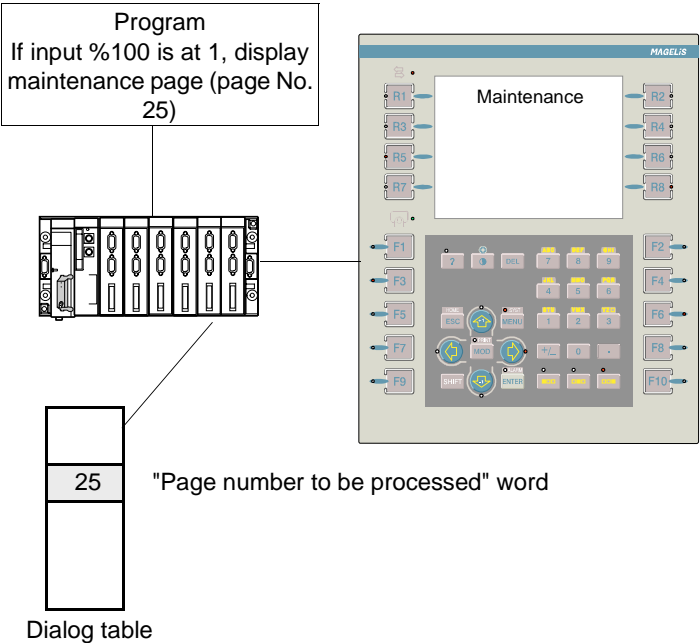 Program
If input %100 is at 1, display
maintenance page (page No.
25)
MAGELiS
Maintenance
R1
R2
R3
R4
R5
R6
R7
R8
F1
F2
F3
F4
F5
F6
F7
F8
F9
F10
? DEL 7 8 9
4 5 6
HOME
ESC MENU 1 2 3
MOD +/_ 0 .
SHIFT ENTER
25
"Page number to be processed" word
Dialog table